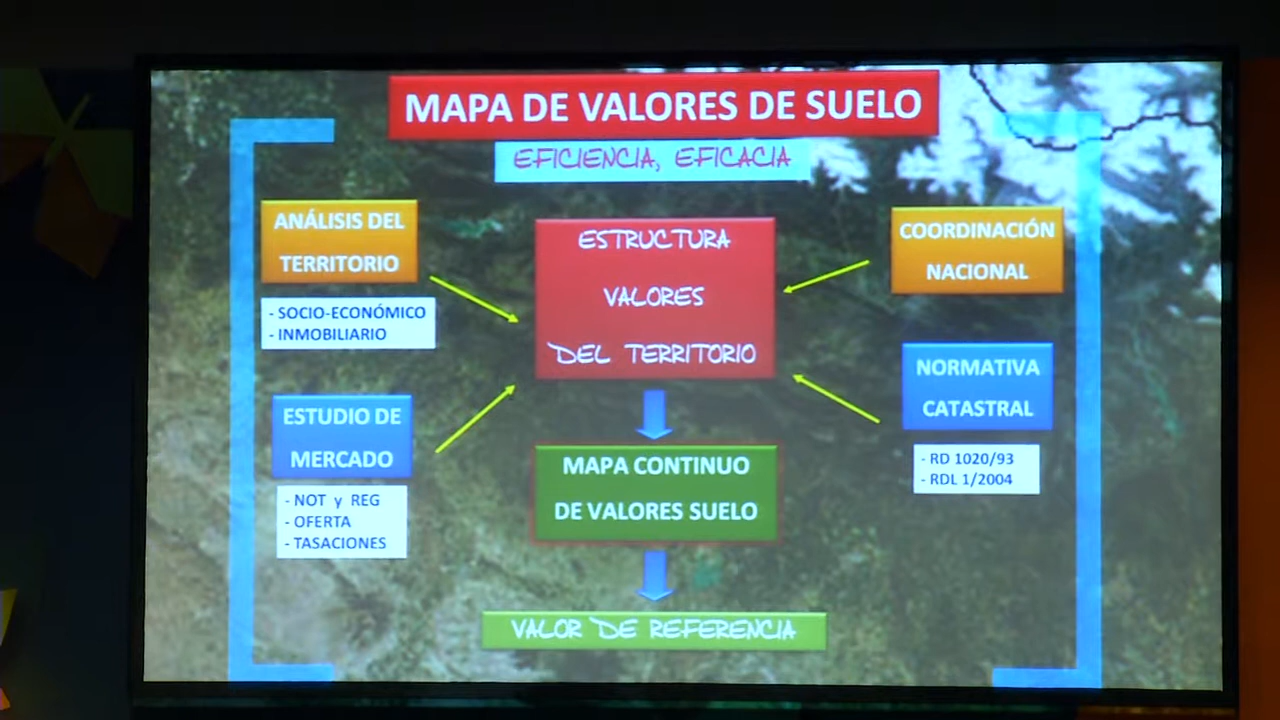 MAPA DE VALORES DE SUELO
EFICIENCIA, EFICACIA
ANÁLISIS DEL
TERRITORIO
- SOCIO-ECONÓMICO
- INMOBILIARIO
ESTUDIO DE
MERCADO
- NOT y REG
- OFERTA
- TASACIONES
ESTRUCTURA
VALORES
DEL TERRITORIO
MAPA CONTINUO
DE VALORES SUELO
VALOR DE REFERENCIA
COORDINACIÓN
NACIONAL
NORMATIVA
CATASTRAL
- RD 1020/93
- RDL 1/2004